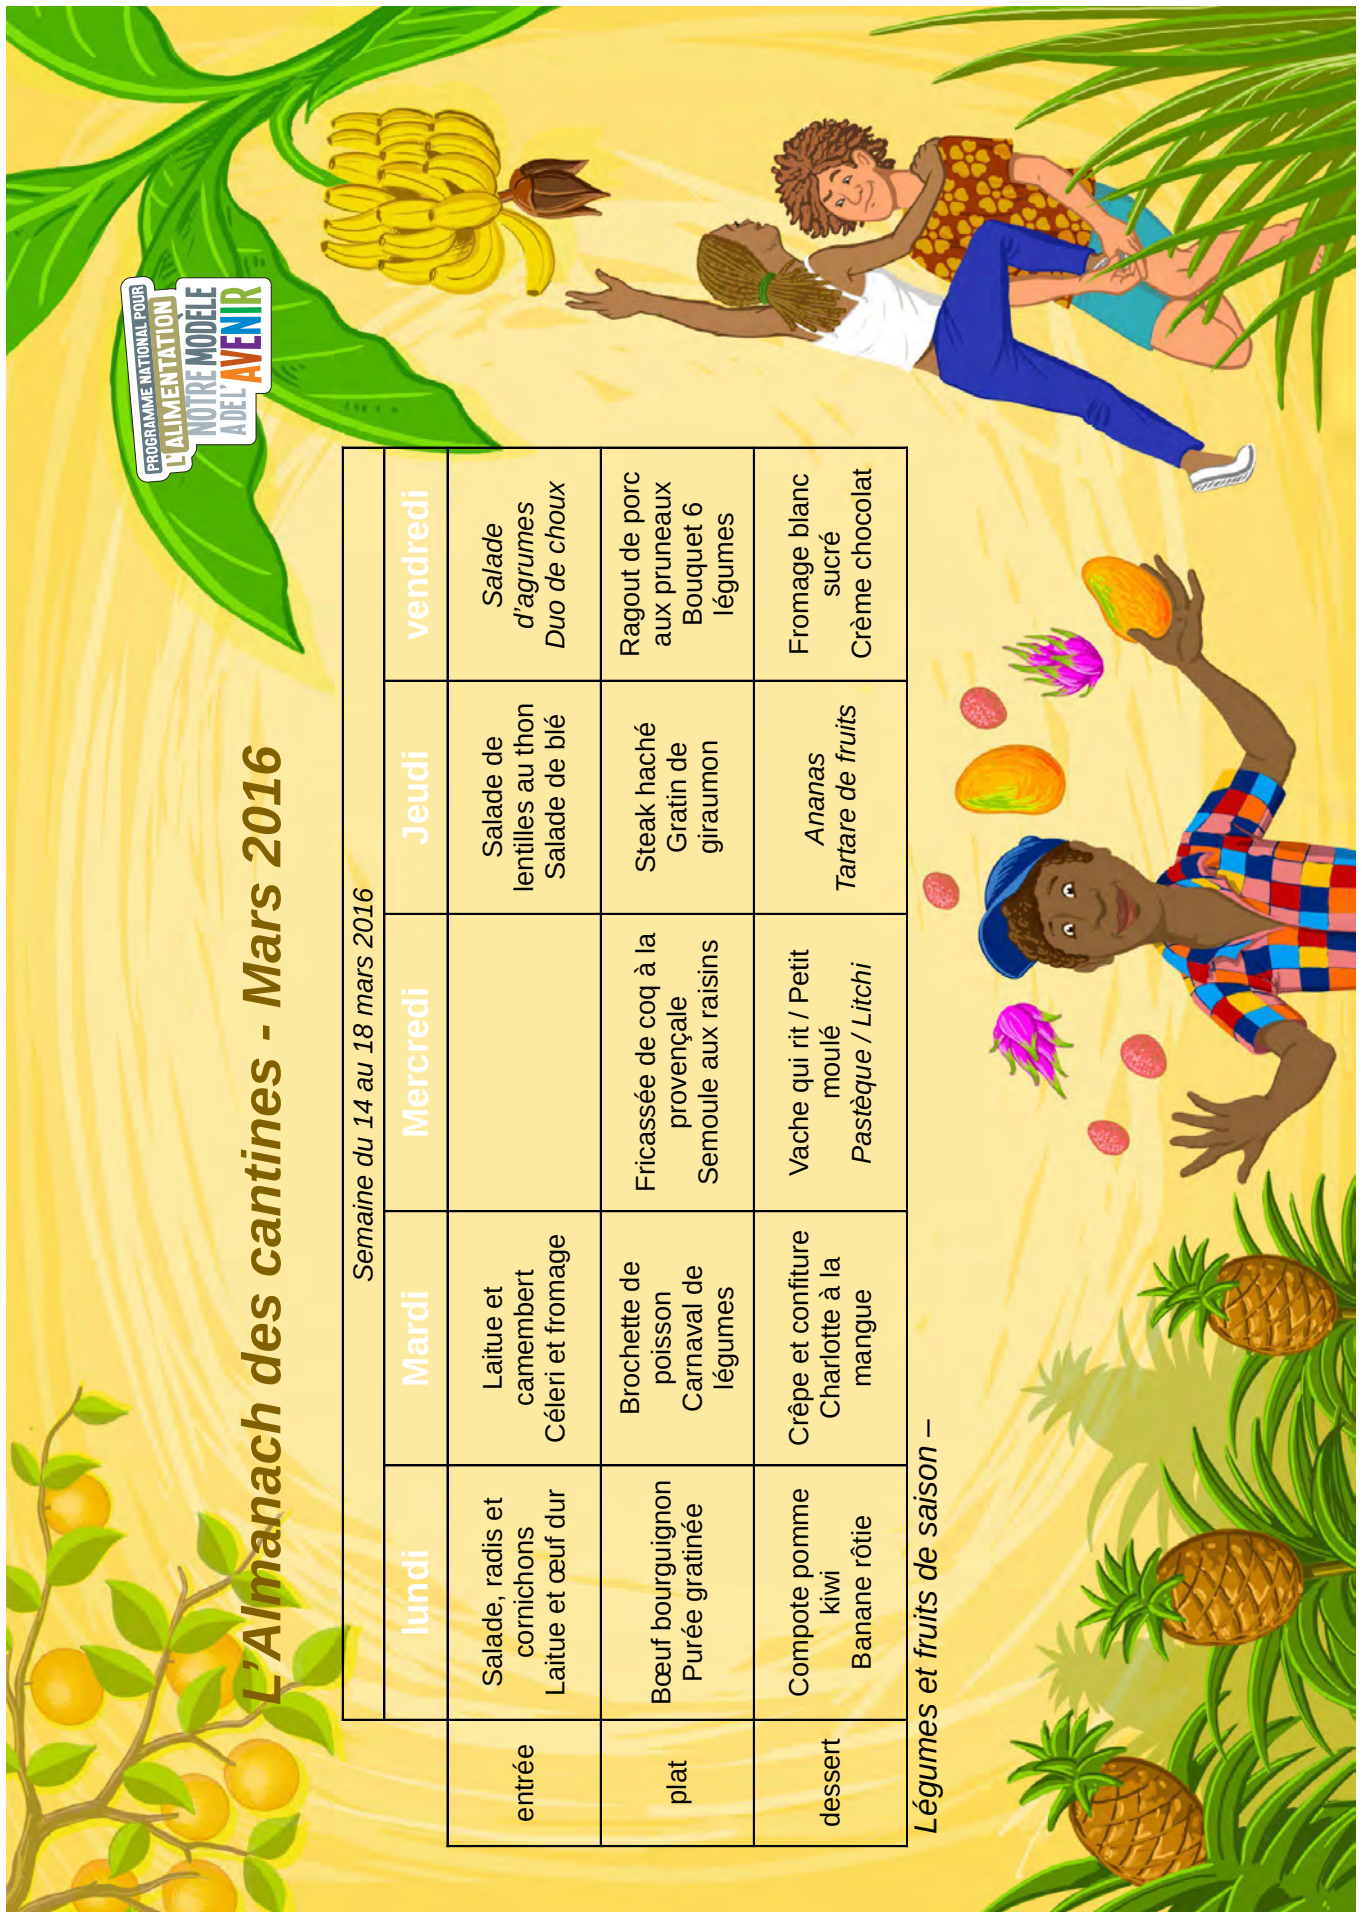 PROGRAMME NATIONAL POUR
L'ALIMENTATION
NOTRE MODÈLE
A DE L'AVENIR
L'Almanach des cantines - Mars 2016
Semaine du 14 au 18 mars 2016
lundi
Mardi
Mercredi
Jeudi
vendredi
entrée
Salade, radis et
cornichons
Laitue et œuf dur
Laitue et
camembert
Céleri et fromage
Salade de
lentilles au thon
Salade de blé
Salade
d'agrumes
Duo de choux
plat
Bœuf bourguignon
Purée gratinée
Brochette de
poisson
Carnaval de
légumes
Fricassée de coq à la
provençale
Semoule aux raisins
Steak haché
Gratin de
giraumon
Ragout de porc
aux pruneaux
Bouquet 6
légumes
dessert
Compote pomme
kiwi
Banane rôtie
Crêpe et confiture
Charlotte à la
mangue
Vache qui rit / Petit
moulé
Pastèque / Litchi
Ananas
Tartare de fruits
Fromage blanc
sucré
Crème chocolat
Légumes et fruits de saison –